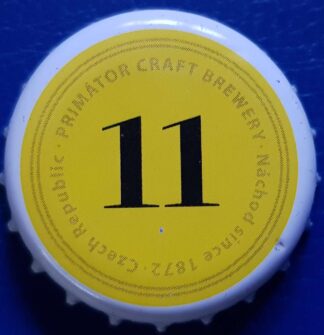 · PRIMÁTOR CRAFT BREWERY · Náchod since 1872 · Czech Republic
11